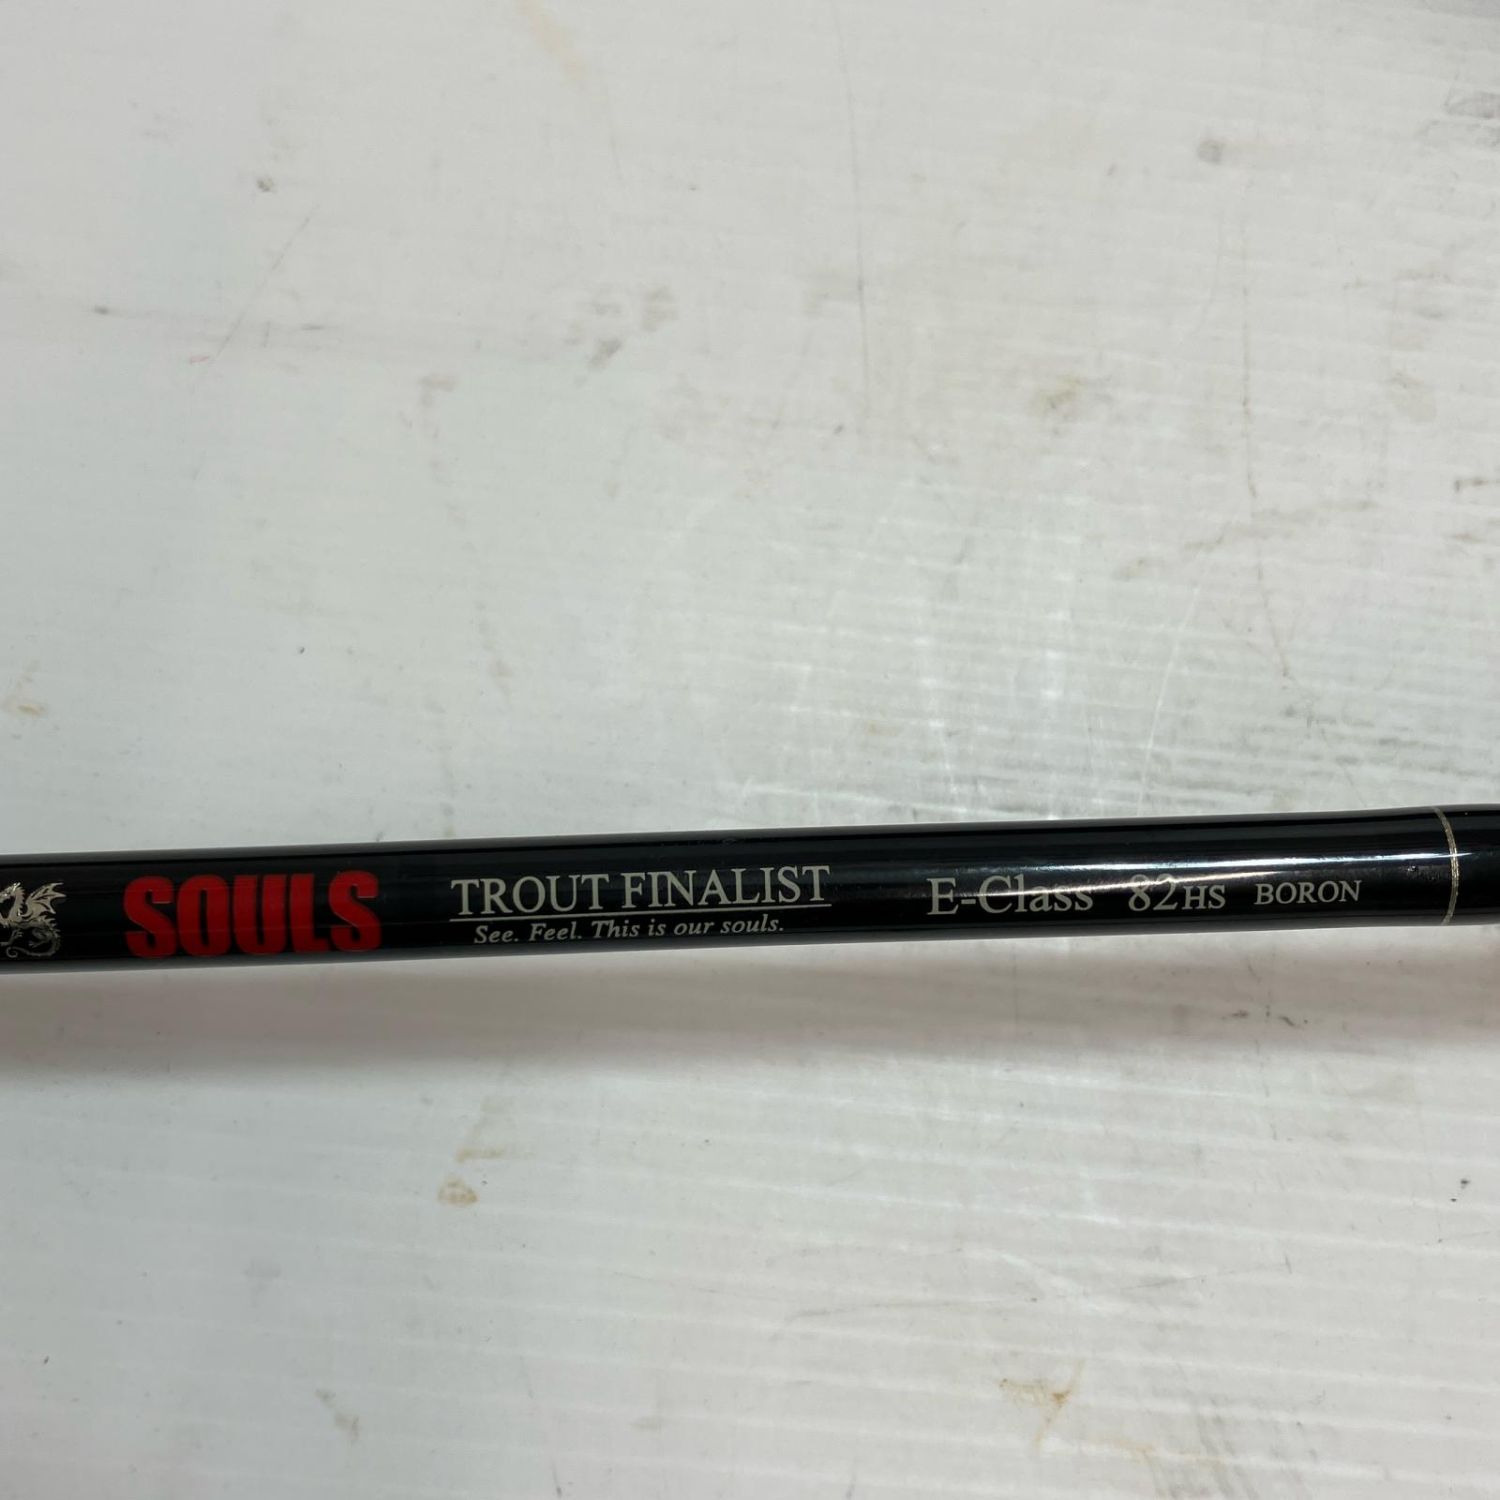 SOULS TROUT FINALIST E-Class 82HS BORON
See. Feel. This is our souls.